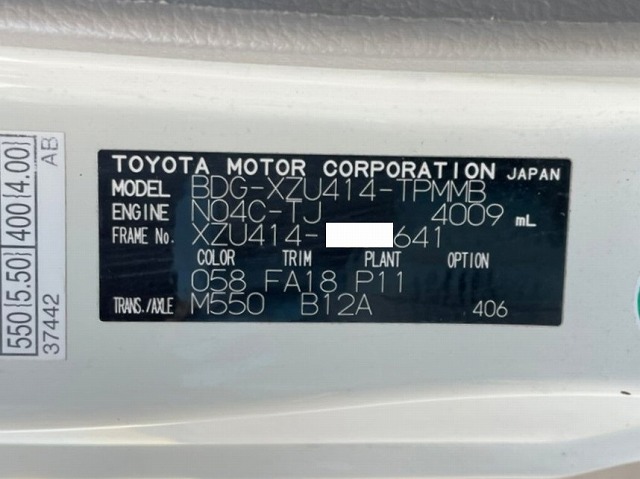 TOYOTA MOTOR CORPORATION JAPAN
MODEL BDG-XZU414-TPMMB
ENGINE N04C-TJ 4009 mL
FRAME NO. XZU414- 641
COLOR TRIM PLANT OPTION
058 FA18 P11
TRANS./AXLE M550 B12A 406
550 (5.50) 400 (4.00)
37442 AB